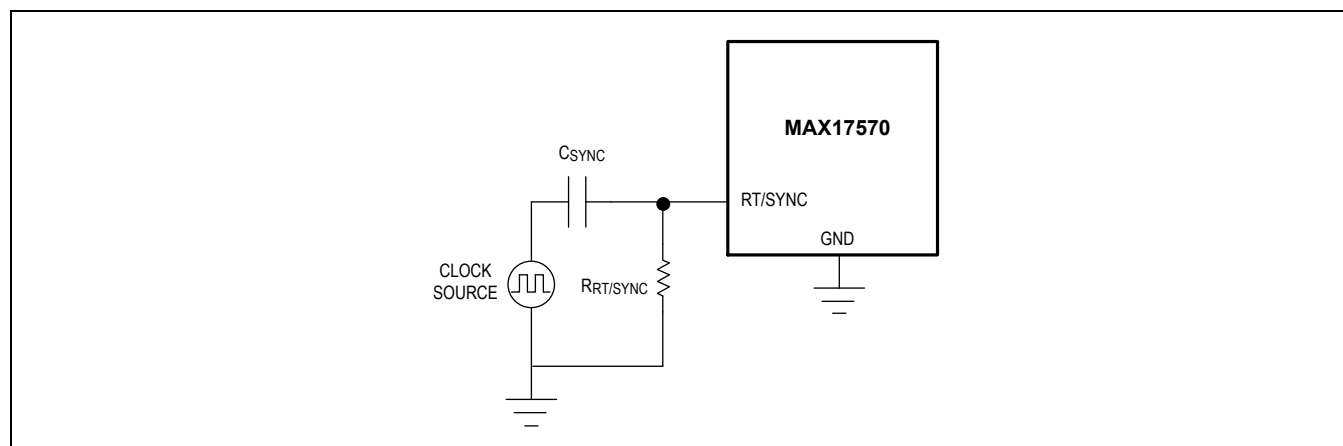 MAX17570
CSYNC
RT/SYNC
GND
CLOCK
SOURCE
RRT/SYNC